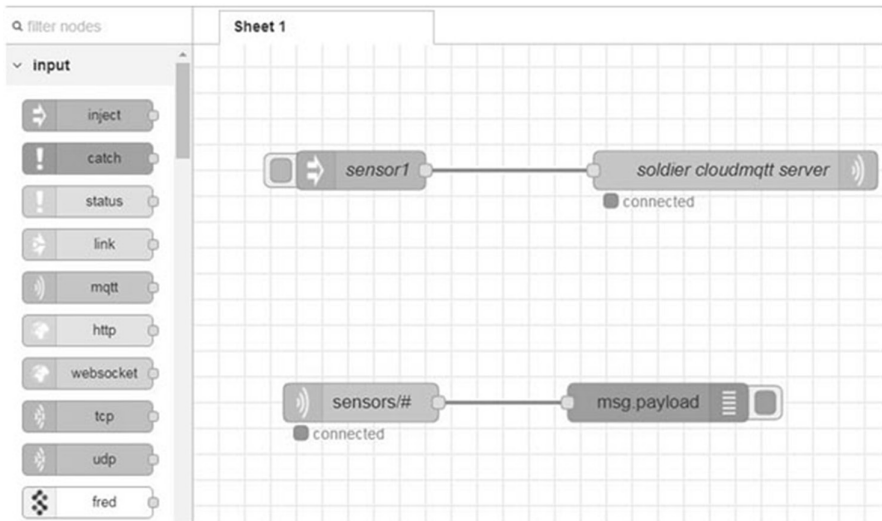 filter nodes
Sheet 1
input
inject
catch
status
link
mqtt
http
websocket
tcp
udp
fred
sensor1
soldier cloudmqtt server
connected
sensors/#
msg.payload
connected